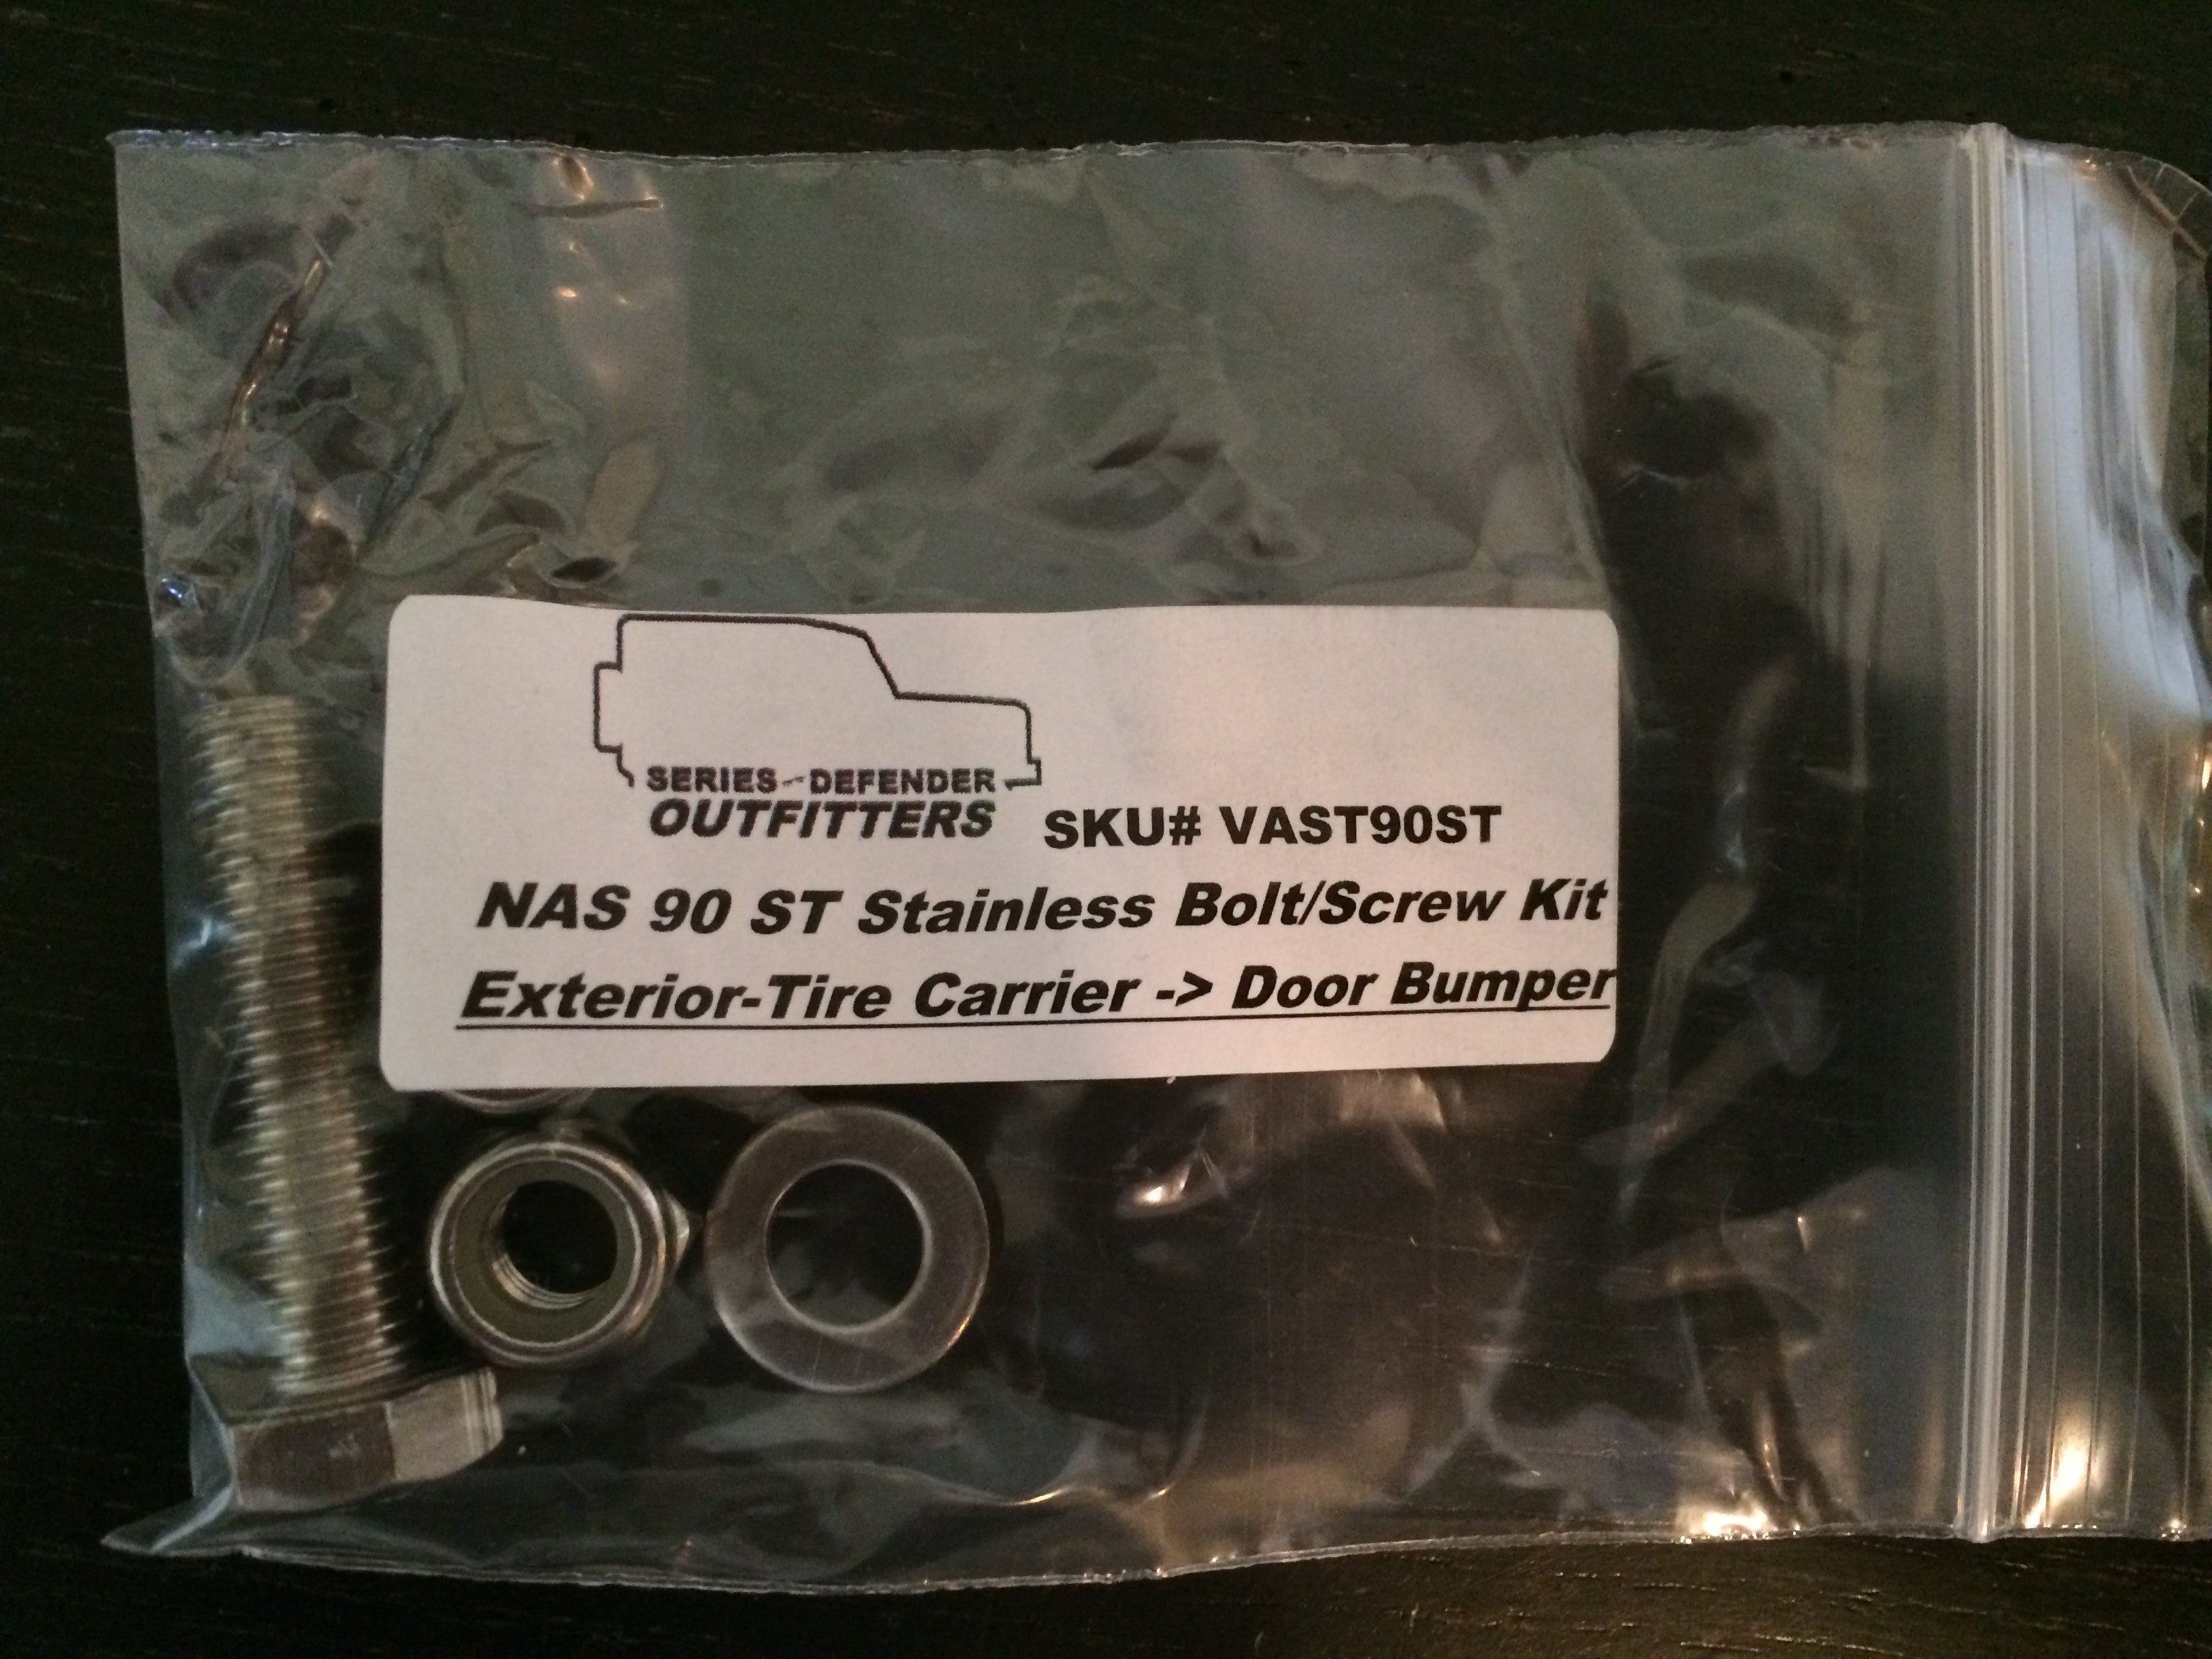 SERIES-DEFENDER
OUTFITTERS
SKU# VAST90ST
NAS 90 ST Stainless Bolt/Screw Kit
Exterior-Tire Carrier -> Door Bumper